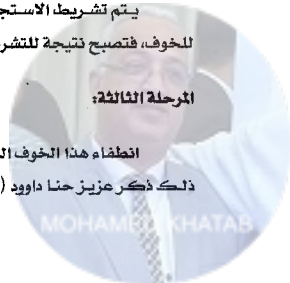 يتم تشريط الاستج
للخوف، فتصبح نتيجة للتشر
المرحلة الثالثة:
انطفاء هذا الخوف ال
ذلك ذكر عزيز حنا داوود (
MOHAMED KHATAB